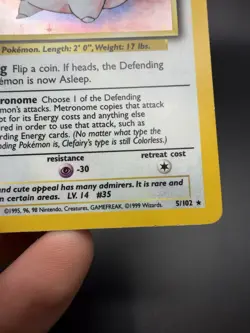 Pokémon. Length: 2' 0", Weight: 17 lbs.
g Flip a coin. If heads, the Defending
émon is now Asleep.
etronome Choose 1 of the Defending
mon's attacks. Metronome copies that attack
pt for its Energy costs and anything else
ired in order to use that attack, such as
rding Energy cards. (No matter what type the
nding Pokémon is, Clefairy's type is still Colorless.)
resistance retreat cost
-30
and cute appeal has many admirers. It is rare and
n certain areas. LV. 14 #35
©1995, 96, 98 Nintendo, Creatures, GAMEFREAK. ©1999 Wizards. 5/102 ★